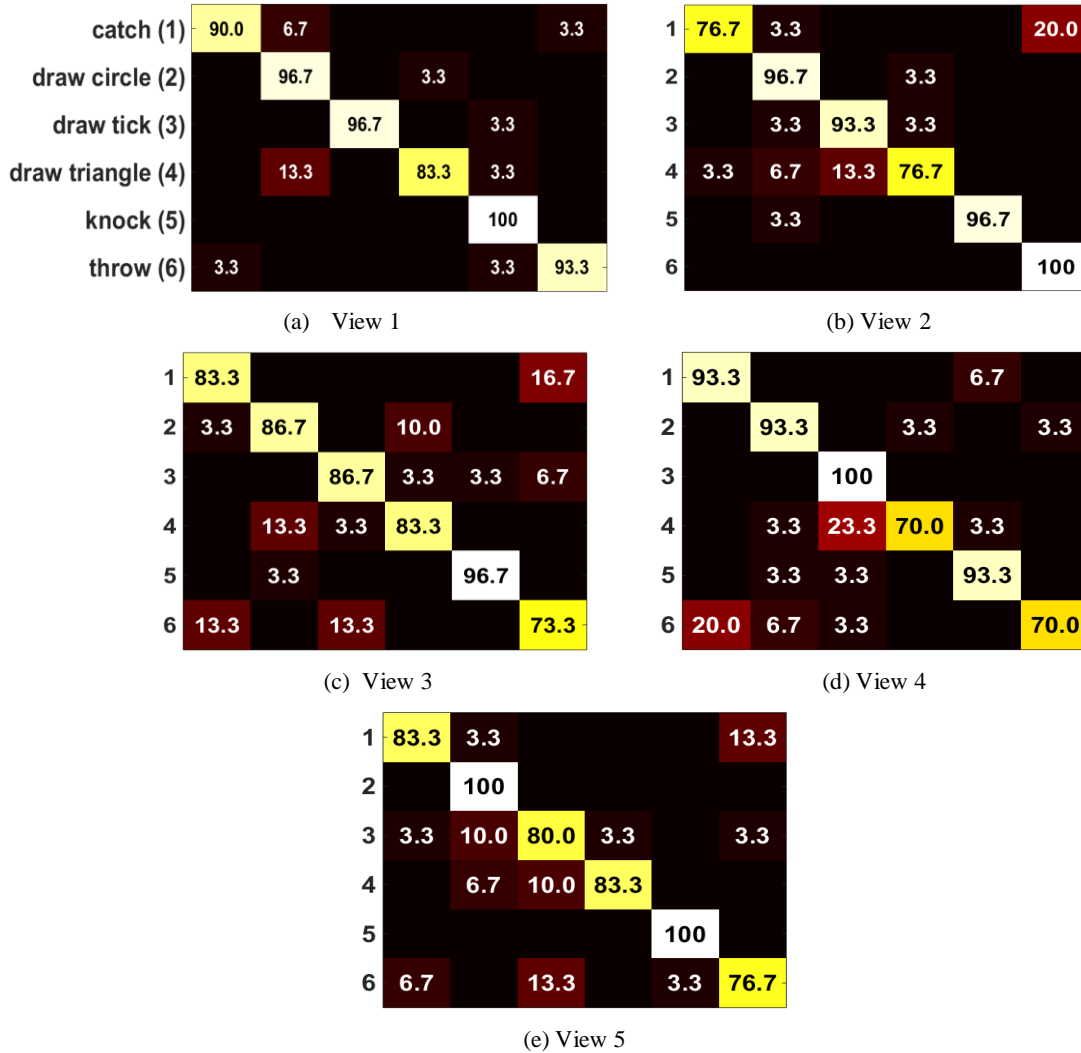 catch (1) 90.0 6.7 3.3
draw circle (2) 96.7 3.3
draw tick (3) 96.7 3.3
draw triangle (4) 13.3 83.3 3.3
knock (5) 100
throw (6) 3.3 3.3 93.3
(a) View 1
1 76.7 3.3 20.0
2 96.7 3.3
3 3.3 93.3 3.3
4 3.3 6.7 13.3 76.7
5 3.3 96.7
6 100
(b) View 2
1 83.3 16.7
2 3.3 86.7 10.0
3 86.7 3.3 3.3 6.7
4 13.3 3.3 83.3
5 3.3 96.7
6 13.3 13.3 73.3
(c) View 3
1 93.3 6.7
2 93.3 3.3 3.3
3 100
4 3.3 23.3 70.0 3.3
5 3.3 3.3 93.3
6 20.0 6.7 3.3 70.0
(d) View 4
1 83.3 3.3 13.3
2 100
3 3.3 10.0 80.0 3.3 3.3
4 6.7 10.0 83.3
5 100
6 6.7 13.3 3.3 76.7
(e) View 5